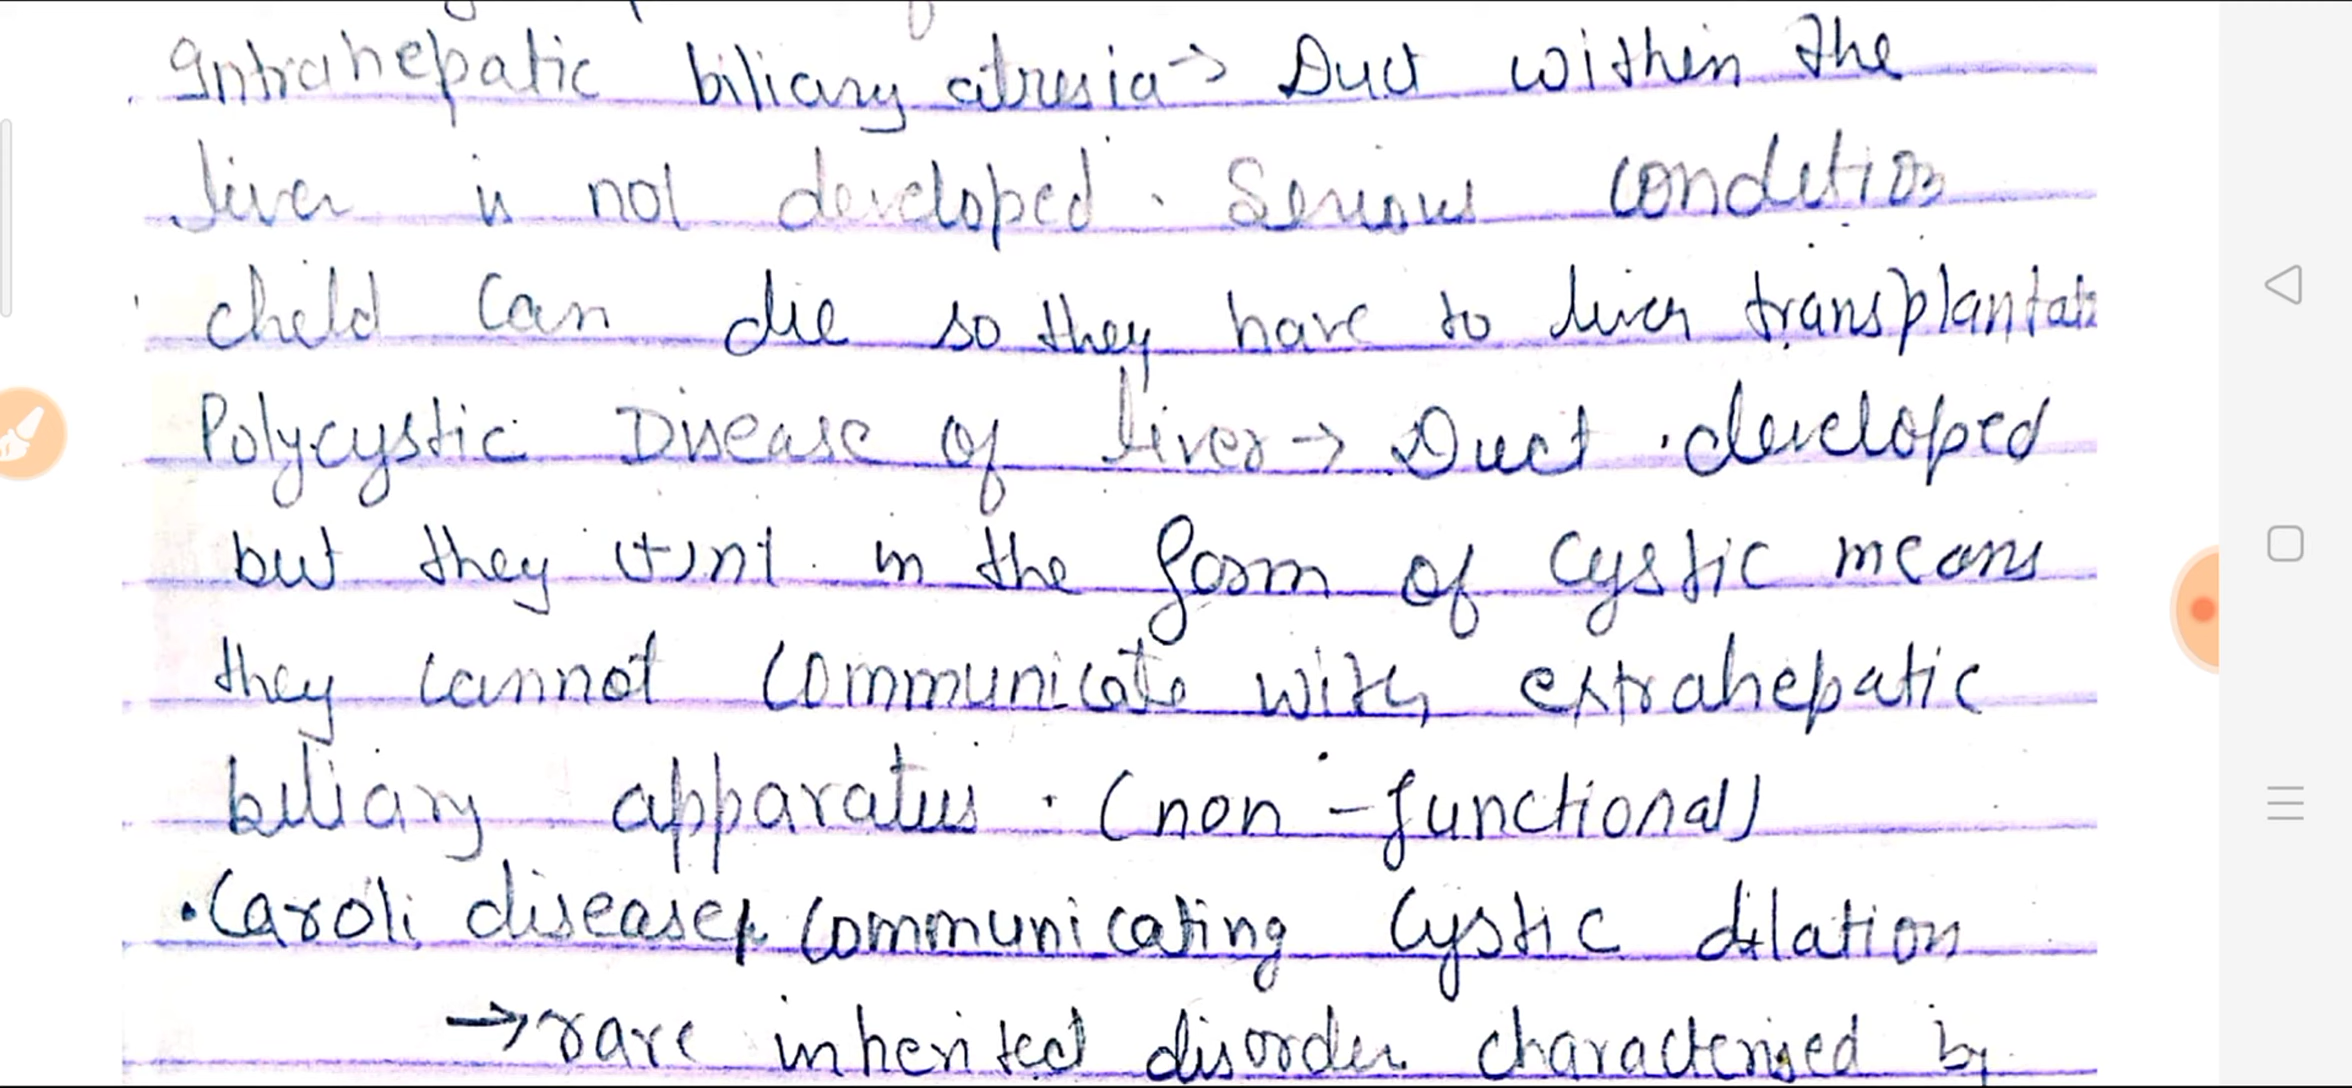 Intrahepatic biliary atresia → Duct within the
liver is not developed. Serious condition
child can die so they have to liver transplantat
Polycystic Disease of liver → Duct developed
but they in the form of cystic means
they cannot communicate with extrahepatic
biliary apparatus. (non-functional)
• Caroli disease communicating cystic dilation
→ rare inherited disorder characterised by